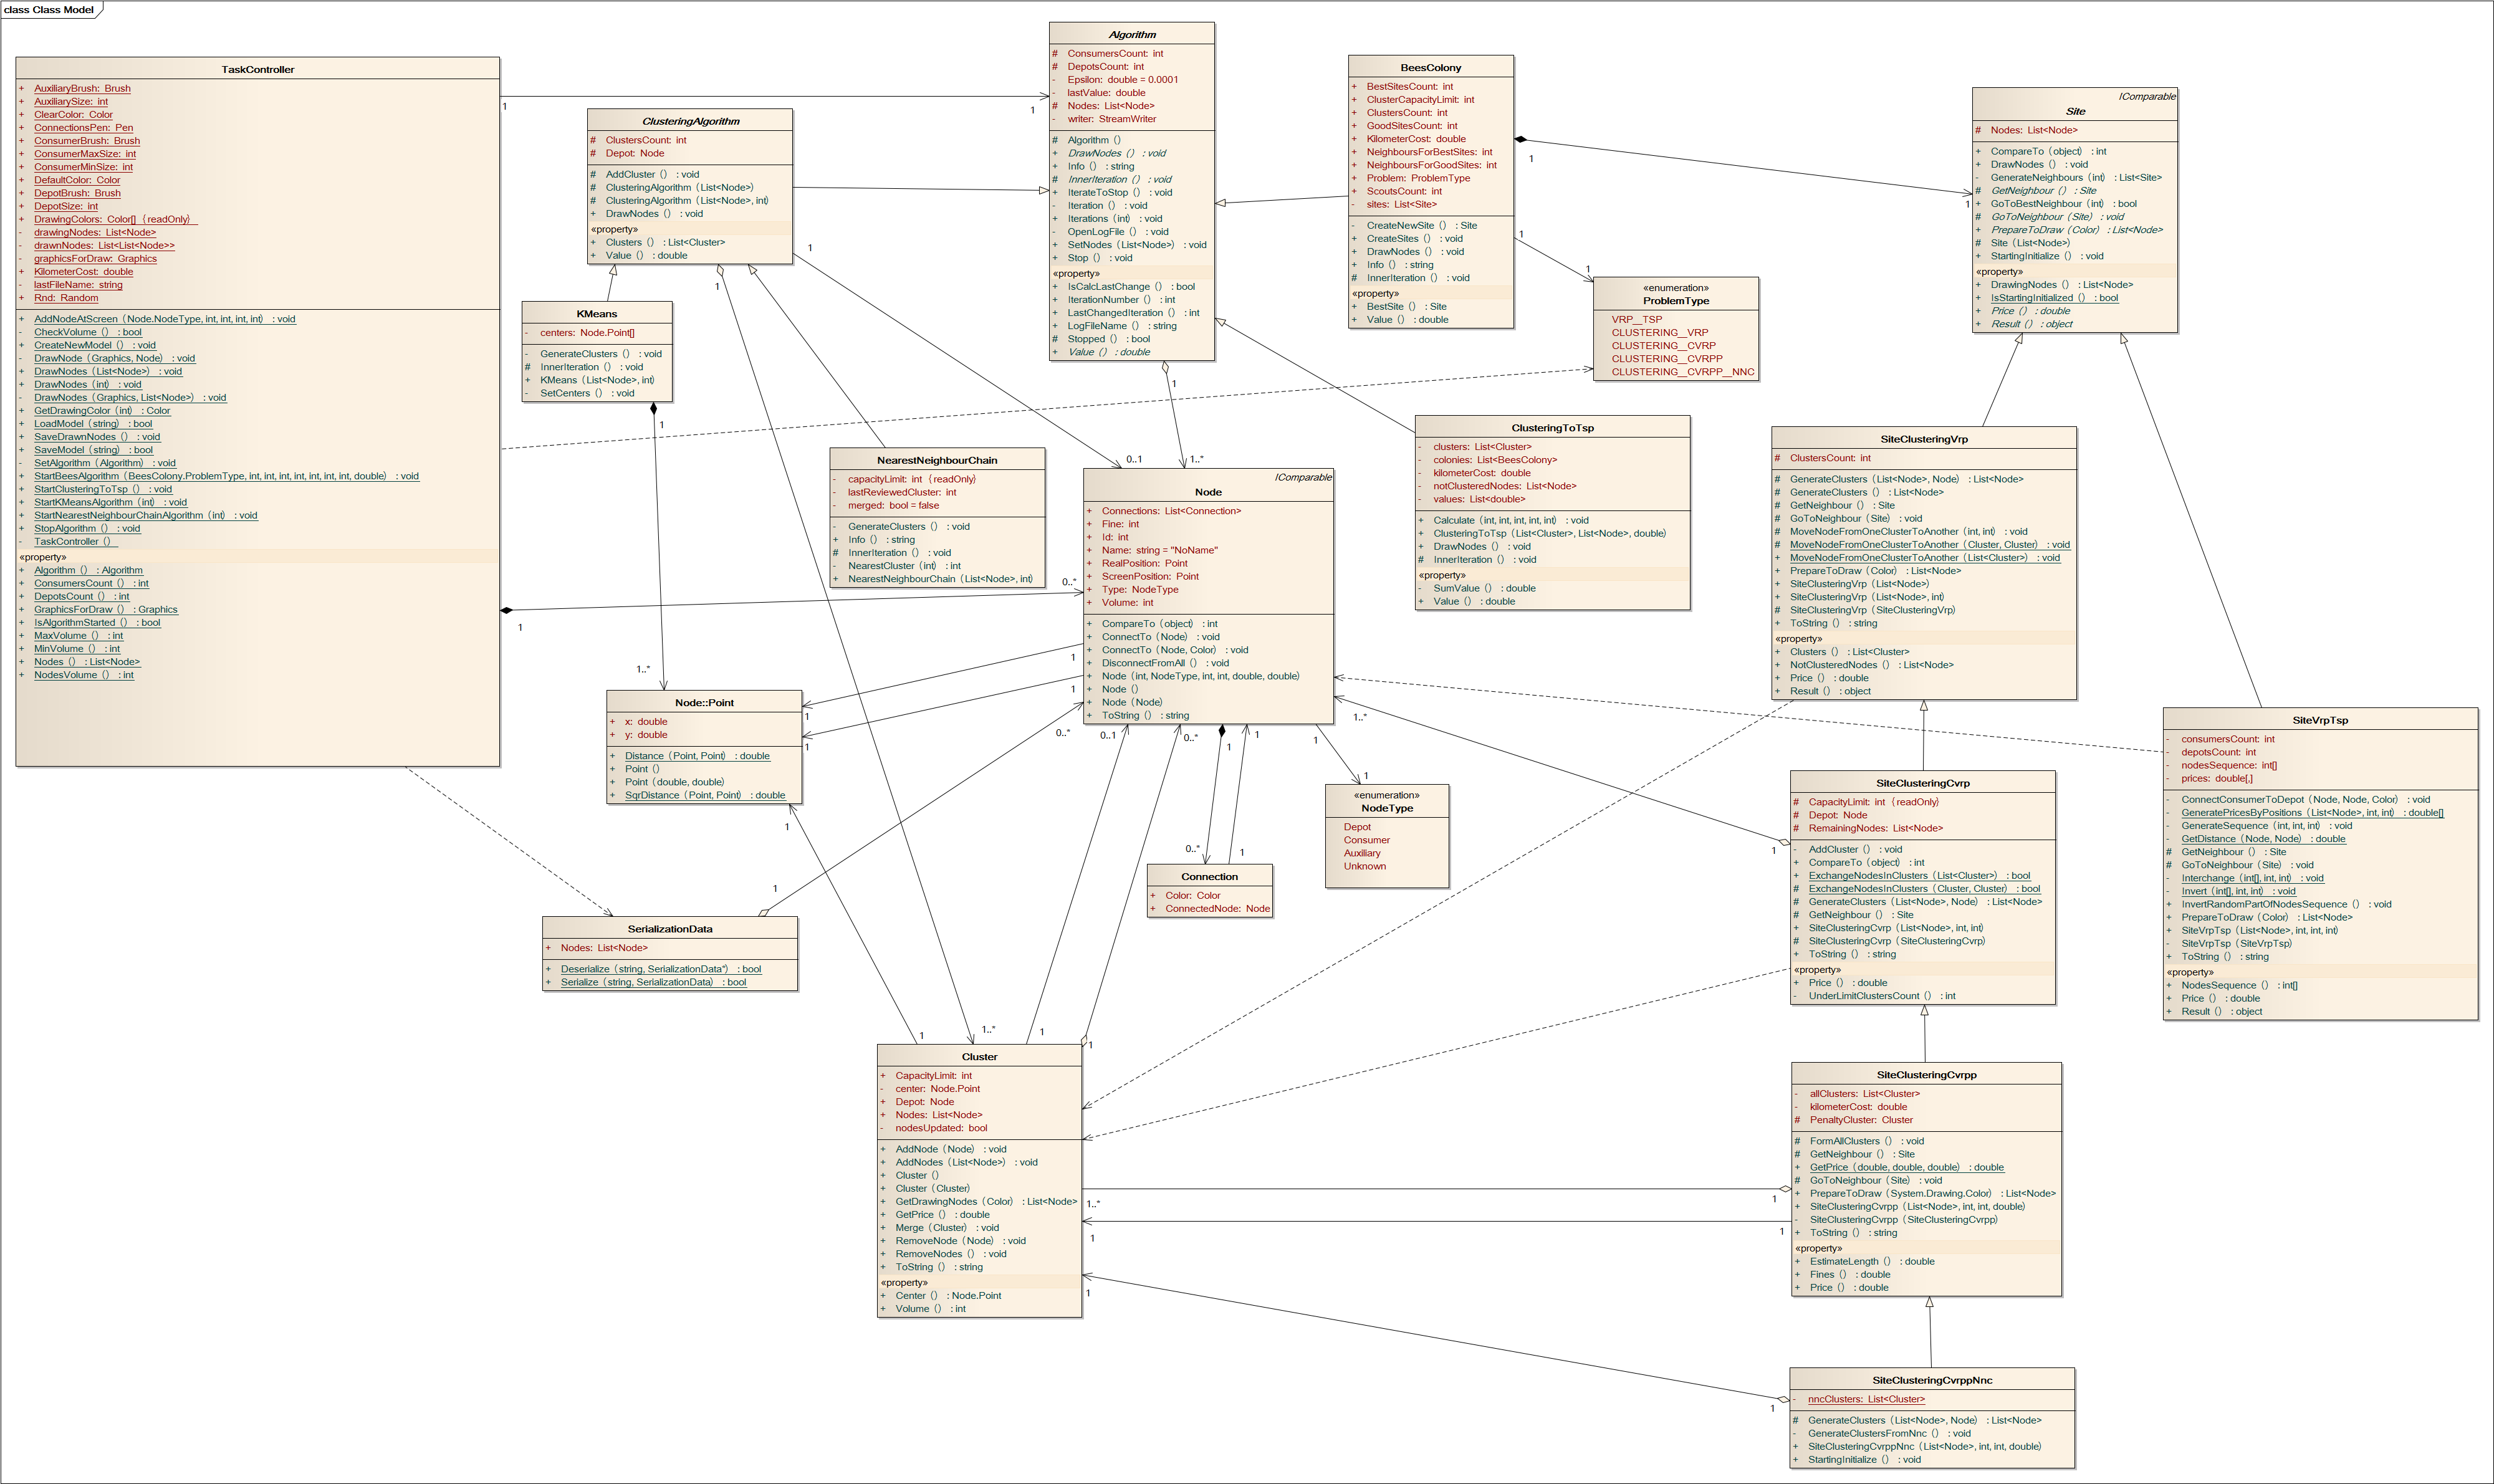 class Class Model
TaskController
+ AuxiliaryBrush: Brush
+ AuxiliarySize: int
+ ClearColor: Color
+ ConnectionsPen: Pen
+ ConsumerBrush: Brush
+ ConsumerMaxSize: int
+ ConsumerMinSize: int
+ DefaultColor: Color
+ DepotBrush: Brush
+ DepotSize: int
+ DrawingColors: Color[] {readOnly}
- drawingNodes: List<Node>
- drawnNodes: List<List<Node>>
- graphicsForDraw: Graphics
+ KilometerCost: double
- lastFileName: string
+ Rnd: Random
+ AddNodeAtScreen (Node.NodeType, int, int, int, int) : void
- CheckVolume () : bool
+ CreateNewModel () : void
- DrawNode (Graphics, Node) : void
+ DrawNodes (List<Node>) : void
+ DrawNodes (int) : void
- DrawNodes (Graphics, List<Node>) : void
+ GetDrawingColor (int) : Color
+ LoadModel (string) : bool
+ SaveDrawnNodes () : void
+ SaveModel (string) : bool
- SetAlgorithm (Algorithm) : void
+ StartBeesAlgorithm (BeesColony.ProblemType, int, int, int, int, int, int, int, double) : void
+ StartClusteringToTsp () : void
+ StartKMeansAlgorithm (int) : void
+ StartNearestNeighbourChainAlgorithm (int) : void
+ StopAlgorithm () : void
- TaskController ()
«property»
+ Algorithm () : Algorithm
+ ConsumersCount () : int
+ DepotsCount () : int
+ GraphicsForDraw () : Graphics
+ IsAlgorithmStarted () : bool
+ MaxVolume () : int
+ MinVolume () : int
+ Nodes () : List<Node>
+ NodesVolume () : int
ClusteringAlgorithm
# ClustersCount: int
# Depot: Node
# AddCluster () : void
# ClusteringAlgorithm (List<Node>)
# ClusteringAlgorithm (List<Node>, int)
+ DrawNodes () : void
«property»
+ Clusters () : List<Cluster>
+ Value () : double
KMeans
- centers: Node.Point[]
- GenerateClusters () : void
# InnerIteration () : void
+ KMeans (List<Node>, int)
- SetCenters () : void
Algorithm
# ConsumersCount: int
# DepotsCount: int
- Epsilon: double = 0.0001
- lastValue: double
# Nodes: List<Node>
- writer: StreamWriter
# Algorithm ()
+ DrawNodes () : void
+ Info () : string
# InnerIteration () : void
+ IterateToStop () : void
- Iteration () : void
+ Iterations (int) : void
- OpenLogFile () : void
+ SetNodes (List<Node>) : void
+ Stop () : void
«property»
+ IsCalcLastChange () : bool
+ IterationNumber () : int
+ LastChangedIteration () : int
+ LogFileName () : string
# Stopped () : bool
+ Value () : double
BeesColony
+ BestSitesCount: int
+ ClusterCapacityLimit: int
+ ClustersCount: int
+ GoodSitesCount: int
+ KilometerCost: double
+ NeighboursForBestSites: int
+ NeighboursForGoodSites: int
+ Problem: ProblemType
+ ScoutsCount: int
- sites: List<Site>
- CreateNewSite () : Site
+ CreateSites () : void
+ DrawNodes () : void
+ Info () : string
# InnerIteration () : void
«property»
+ BestSite () : Site
+ Value () : double
«enumeration»
ProblemType
VRP__TSP
CLUSTERING__VRP
CLUSTERING__CVRP
CLUSTERING__CVRPP
CLUSTERING__CVRPP__NNC
IComparable
Site
# Nodes: List<Node>
+ CompareTo (object) : int
+ DrawNodes () : void
- GenerateNeighbours (int) : List<Site>
# GetNeighbour () : Site
+ GoToBestNeighbour (int) : bool
# GoToNeighbour (Site) : void
+ PrepareToDraw (Color) : List<Node>
# Site (List<Node>)
+ StartingInitialize () : void
«property»
+ DrawingNodes () : List<Node>
+ IsStartingInitialized () : bool
+ Price () : double
+ Result () : object
NearestNeighbourChain
- capacityLimit: int {readOnly}
- lastReviewedCluster: int
- merged: bool = false
- GenerateClusters () : void
+ Info () : string
# InnerIteration () : void
- NearestCluster (int) : int
+ NearestNeighbourChain (List<Node>, int)
IComparable
Node
+ Connections: List<Connection>
+ Fine: int
+ Id: int
+ Name: string = "NoName"
+ RealPosition: Point
+ ScreenPosition: Point
+ Type: NodeType
+ Volume: int
+ CompareTo (object) : int
+ ConnectTo (Node) : void
+ ConnectTo (Node, Color) : void
+ DisconnectFromAll () : void
+ Node (int, NodeType, int, int, double, double)
+ Node ()
+ Node (Node)
+ ToString () : string
ClusteringToTsp
- clusters: List<Cluster>
- colonies: List<BeesColony>
- kilometerCost: double
- notClusteredNodes: List<Node>
- values: List<double>
+ Calculate (int, int, int, int, int) : void
+ ClusteringToTsp (List<Cluster>, List<Node>, double)
+ DrawNodes () : void
# InnerIteration () : void
«property»
- SumValue () : double
+ Value () : double
SiteClusteringVrp
# ClustersCount: int
# GenerateClusters (List<Node>, Node) : List<Node>
# GenerateClusters () : List<Node>
# GetNeighbour () : Site
# GoToNeighbour (Site) : void
# MoveNodeFromOneClusterToAnother (int, int) : void
# MoveNodeFromOneClusterToAnother (Cluster, Cluster) : void
+ MoveNodeFromOneClusterToAnother (List<Cluster>) : void
+ PrepareToDraw (Color) : List<Node>
+ SiteClusteringVrp (List<Node>)
+ SiteClusteringVrp (List<Node>, int)
# SiteClusteringVrp (SiteClusteringVrp)
+ ToString () : string
«property»
+ Clusters () : List<Cluster>
+ NotClusteredNodes () : List<Node>
+ Price () : double
+ Result () : object
Node::Point
+ x: double
+ y: double
+ Distance (Point, Point) : double
+ Point ()
+ Point (double, double)
+ SqrDistance (Point, Point) : double
SiteVrpTsp
- consumersCount: int
- depotsCount: int
- nodesSequence: int[]
- prices: double[,]
- ConnectConsumerToDepot (Node, Node, Color) : void
- GeneratePricesByPositions (List<Node>, int, int) : double[]
- GenerateSequence (int, int, int) : void
- GetDistance (Node, Node) : double
# GetNeighbour () : Site
# GoToNeighbour (Site) : void
- Interchange (int[], int, int) : void
- Invert (int[], int, int) : void
+ InvertRandomPartOfNodesSequence () : void
+ PrepareToDraw (Color) : List<Node>
+ SiteVrpTsp (List<Node>, int, int, int)
- SiteVrpTsp (SiteVrpTsp)
+ ToString () : string
«property»
+ NodesSequence () : int[]
+ Price () : double
+ Result () : object
«enumeration»
NodeType
Depot
Consumer
Auxiliary
Unknown
SiteClusteringCvrp
# CapacityLimit: int {readOnly}
# Depot: Node
# RemainingNodes: List<Node>
- AddCluster () : void
+ CompareTo (object) : int
+ ExchangeNodesInClusters (List<Cluster>) : bool
# ExchangeNodesInClusters (Cluster, Cluster) : bool
# GenerateClusters (List<Node>, Node) : List<Node>
# GetNeighbour () : Site
+ SiteClusteringCvrp (List<Node>, int, int)
# SiteClusteringCvrp (SiteClusteringCvrp)
+ ToString () : string
«property»
+ Price () : double
- UnderLimitClustersCount () : int
Connection
+ Color: Color
+ ConnectedNode: Node
SerializationData
+ Nodes: List<Node>
+ Deserialize (string, SerializationData*) : bool
+ Serialize (string, SerializationData) : bool
Cluster
+ CapacityLimit: int
- center: Node.Point
+ Depot: Node
+ Nodes: List<Node>
- nodesUpdated: bool
+ AddNode (Node) : void
+ AddNodes (List<Node>) : void
+ Cluster ()
+ Cluster (Cluster)
+ GetDrawingNodes (Color) : List<Node>
+ GetPrice () : double
+ Merge (Cluster) : void
+ RemoveNode (Node) : void
+ RemoveNodes () : void
+ ToString () : string
«property»
+ Center () : Node.Point
+ Volume () : int
SiteClusteringCvrpp
- allClusters: List<Cluster>
- kilometerCost: double
# PenaltyCluster: Cluster
# FormAllClusters () : void
# GetNeighbour () : Site
+ GetPrice (double, double, double) : double
# GoToNeighbour (Site) : void
+ PrepareToDraw (System.Drawing.Color) : List<Node>
+ SiteClusteringCvrpp (List<Node>, int, int, double)
- SiteClusteringCvrpp (SiteClusteringCvrpp)
+ ToString () : string
«property»
+ EstimateLength () : double
+ Fines () : double
+ Price () : double
SiteClusteringCvrppNnc
- nncClusters: List<Cluster>
# GenerateClusters (List<Node>, Node) : List<Node>
- GenerateClustersFromNnc () : void
+ SiteClusteringCvrppNnc (List<Node>, int, int, double)
+ StartingInitialize () : void
1
1
1
1
1
1
1
1
0..1
1
1..*
1
1..*
1
0..*
1
1
1
1
1
0..*
1
0..1
1
0..*
1
1
0..*
1
1
1
1
1
1..*
1
1..*
1
1..*
1
1
1
1
1